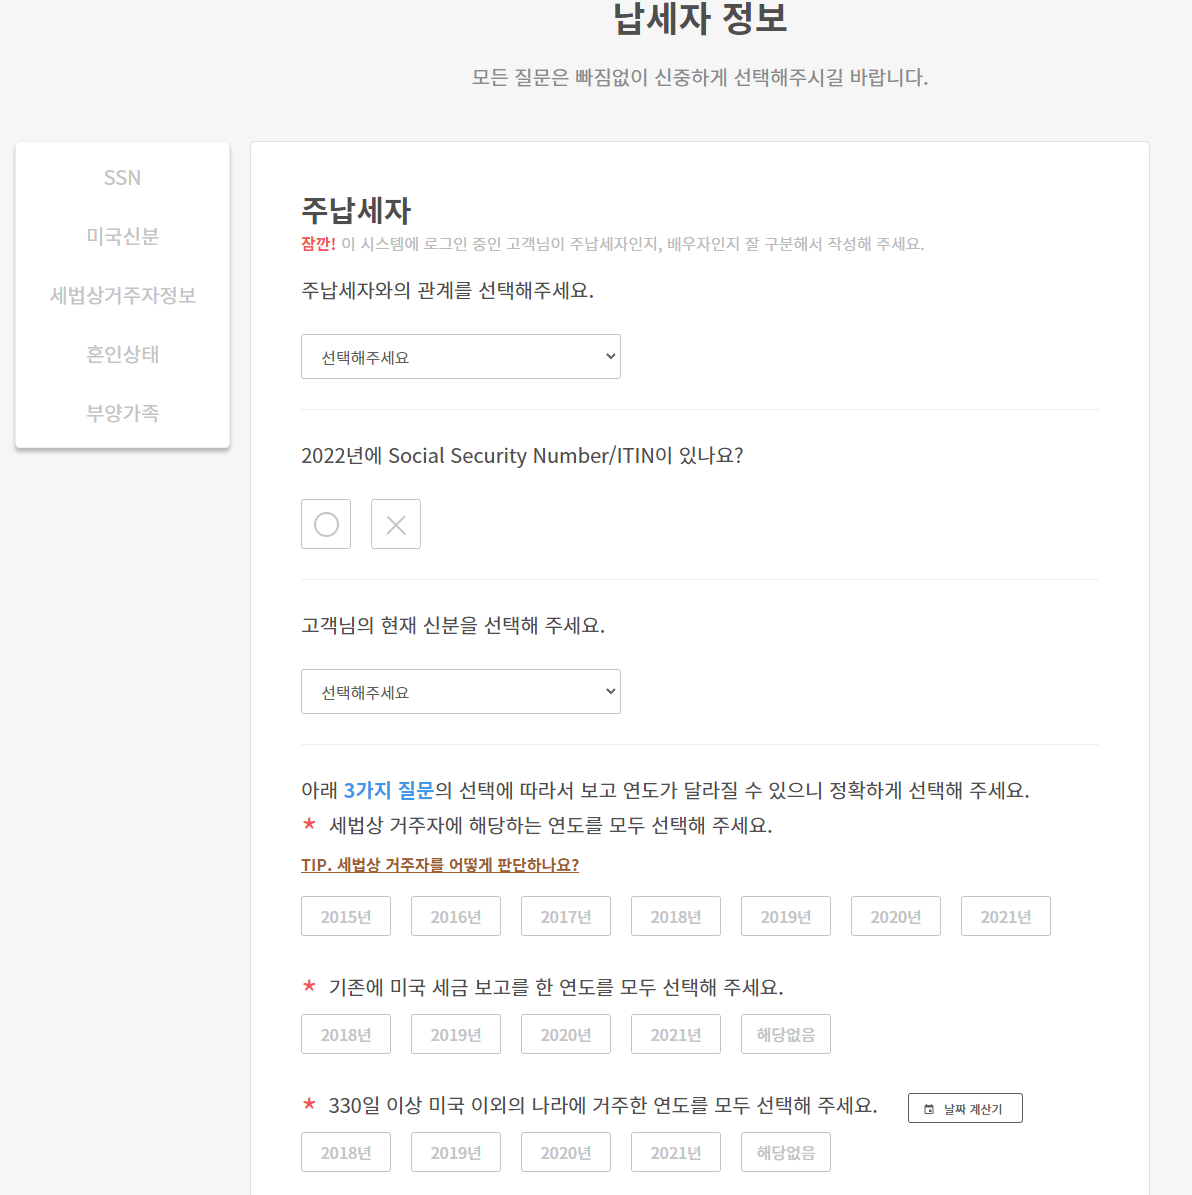 납세자 정보
모든 질문은 빠짐없이 신중하게 선택해주시길 바랍니다.
SSN
미국신분
세법상거주자정보
혼인상태
부양가족
주납세자
잠깐! 이 시스템에 로그인 중인 고객님이 주납세자인지, 배우자인지 잘 구분해서 작성해 주세요.
주납세자와의 관계를 선택해주세요.
선택해주세요
2022년에 Social Security Number/ITIN이 있나요?
고객님의 현재 신분을 선택해 주세요.
선택해주세요
아래 3가지 질문의 선택에 따라서 보고 연도가 달라질 수 있으니 정확하게 선택해 주세요.
* 세법상 거주자에 해당하는 연도를 모두 선택해 주세요.
TIP. 세법상 거주자를 어떻게 판단하나요?
2015년 2016년 2017년 2018년 2019년 2020년 2021년
* 기존에 미국 세금 보고를 한 연도를 모두 선택해 주세요.
2018년 2019년 2020년 2021년 해당없음
* 330일 이상 미국 이외의 나라에 거주한 연도를 모두 선택해 주세요. 날짜 계산기
2018년 2019년 2020년 2021년 해당없음